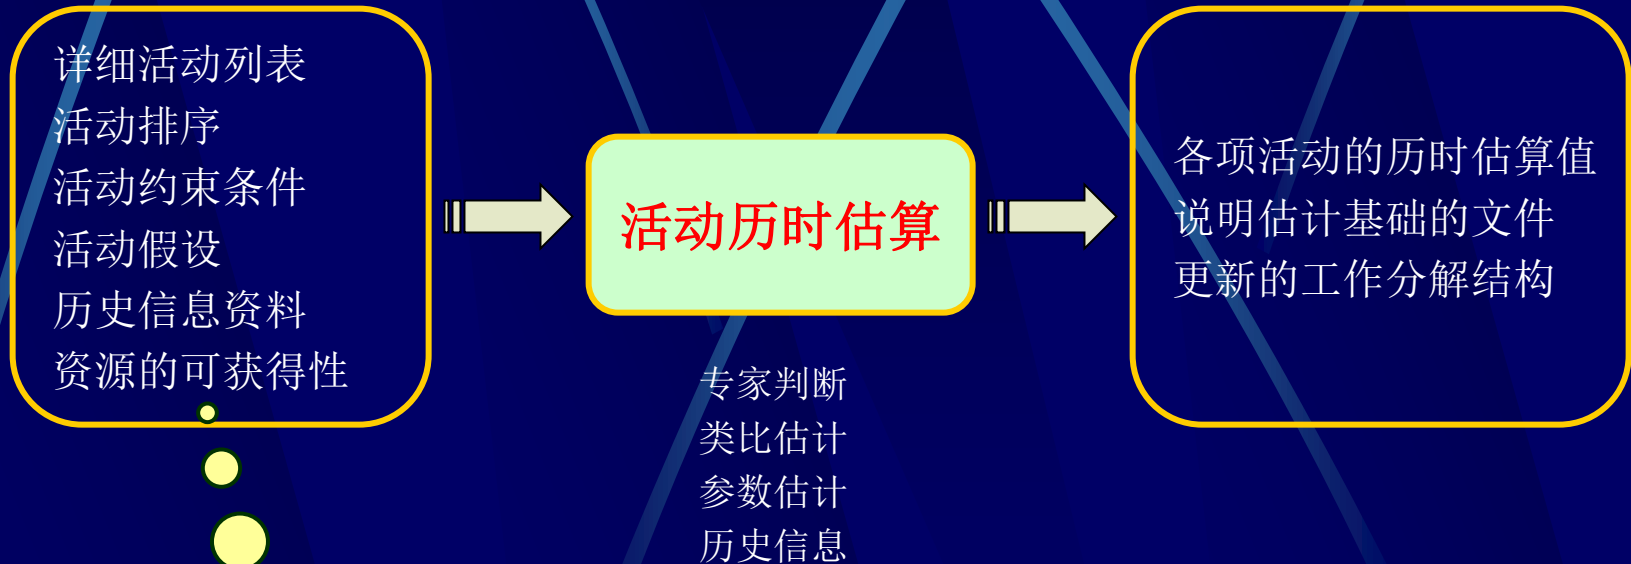 详细活动列表
活动排序
活动约束条件
活动假设
历史信息资料
资源的可获得性
活动历时估算
专家判断
类比估计
参数估计
历史信息
各项活动的历时估算值
说明估计基础的文件
更新的工作分解结构